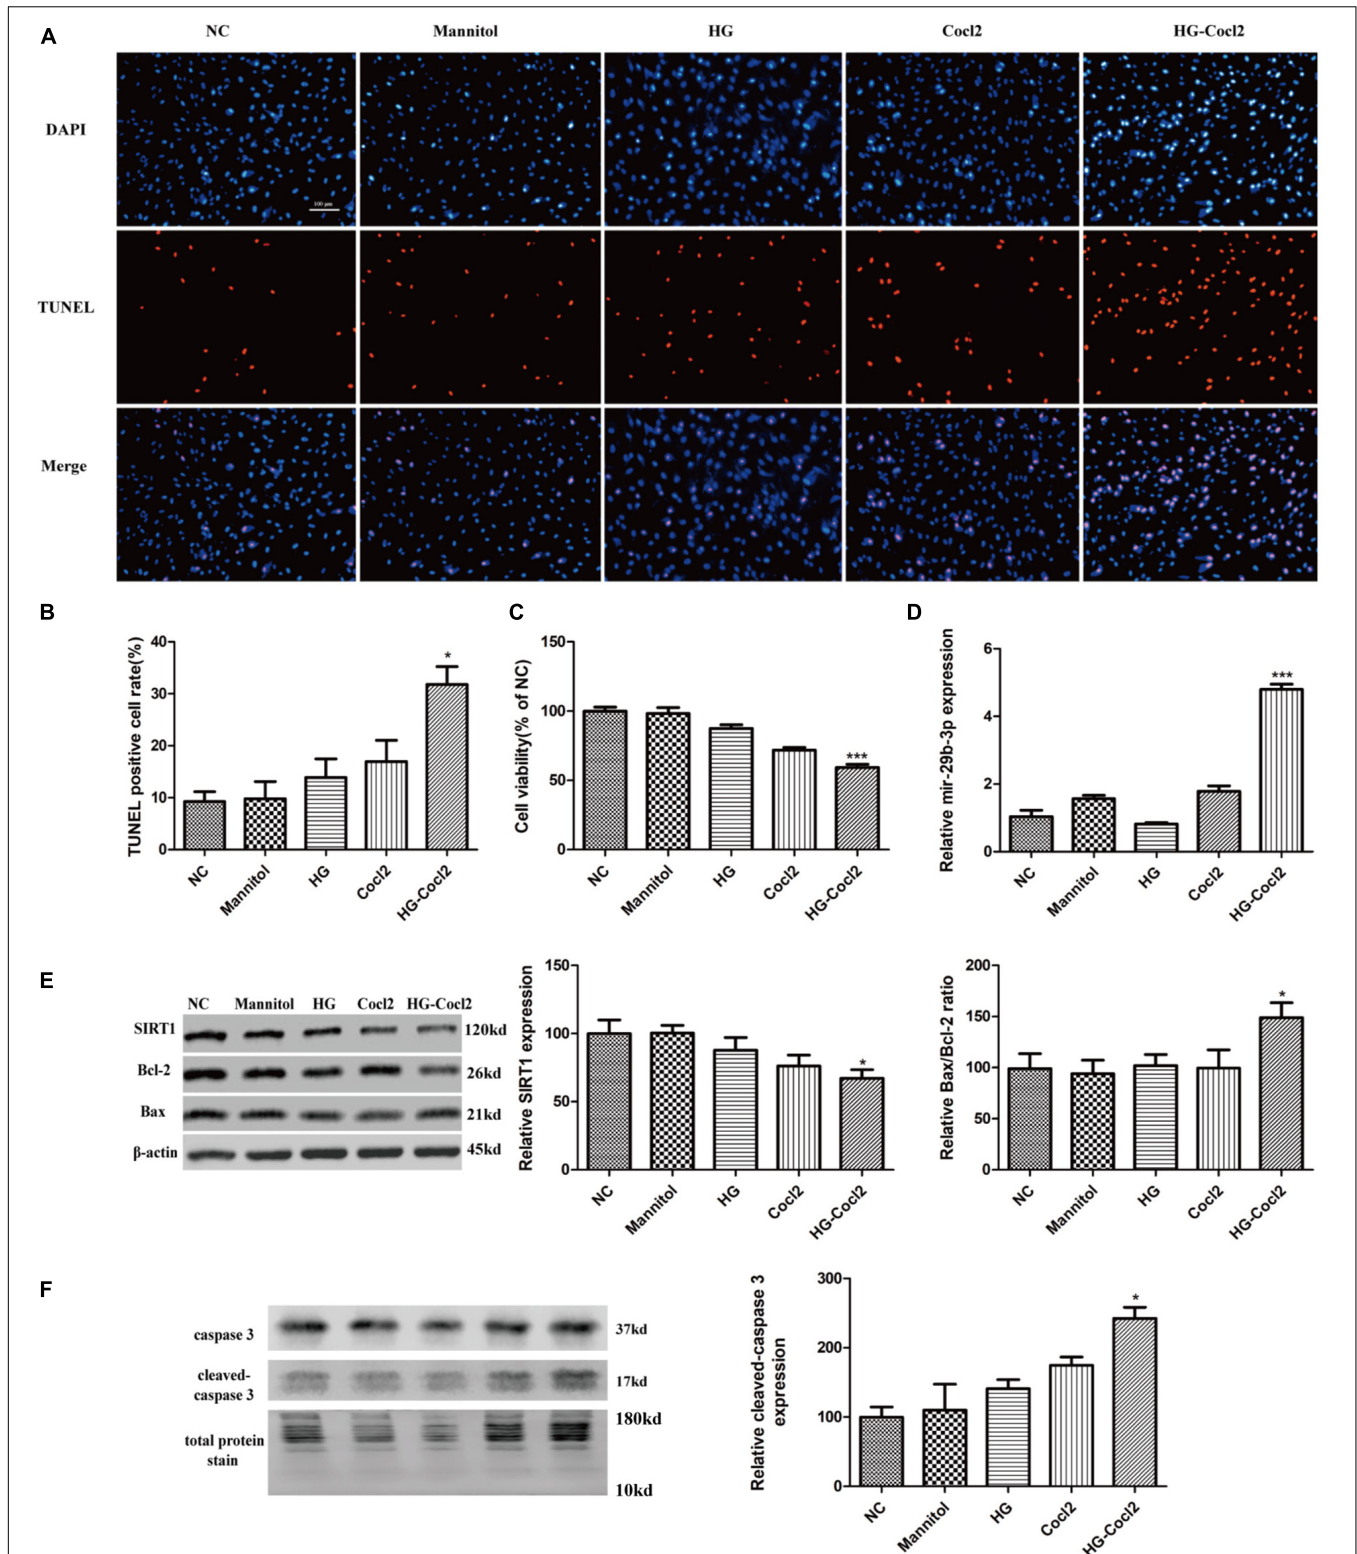 A
NC Mannitol HG Cocl2 HG-Cocl2
DAPI
100 μm
TUNEL
Merge
B
TUNEL positive cell rate(%)
40
30
20
10
0
*
NC Mannitol HG Cocl2 HG-Cocl2
C
Cell viability(% of NC)
150
100
50
0
***
NC Mannitol HG Cocl2 HG-Cocl2
D
Relative mir-29b-3p expression
6
4
2
0
***
NC Mannitol HG Cocl2 HG-Cocl2
E
NC Mannitol HG Cocl2 HG-Cocl2
SIRT1 120kd
Bcl-2 26kd
Bax 21kd
β-actin 45kd
Relative SIRT1 expression
150
100
50
0
*
NC Mannitol HG Cocl2 HG-Cocl2
Relative Bax/Bcl-2 ratio
200
150
100
50
0
*
NC Mannitol HG Cocl2 HG-Cocl2
F
caspase 3 37kd
cleaved-
caspase 3 17kd
180kd
total protein
stain
10kd
Relative cleaved-caspase 3
expression
300
200
100
0
*
NC Mannitol HG Cocl2 HG-Cocl2